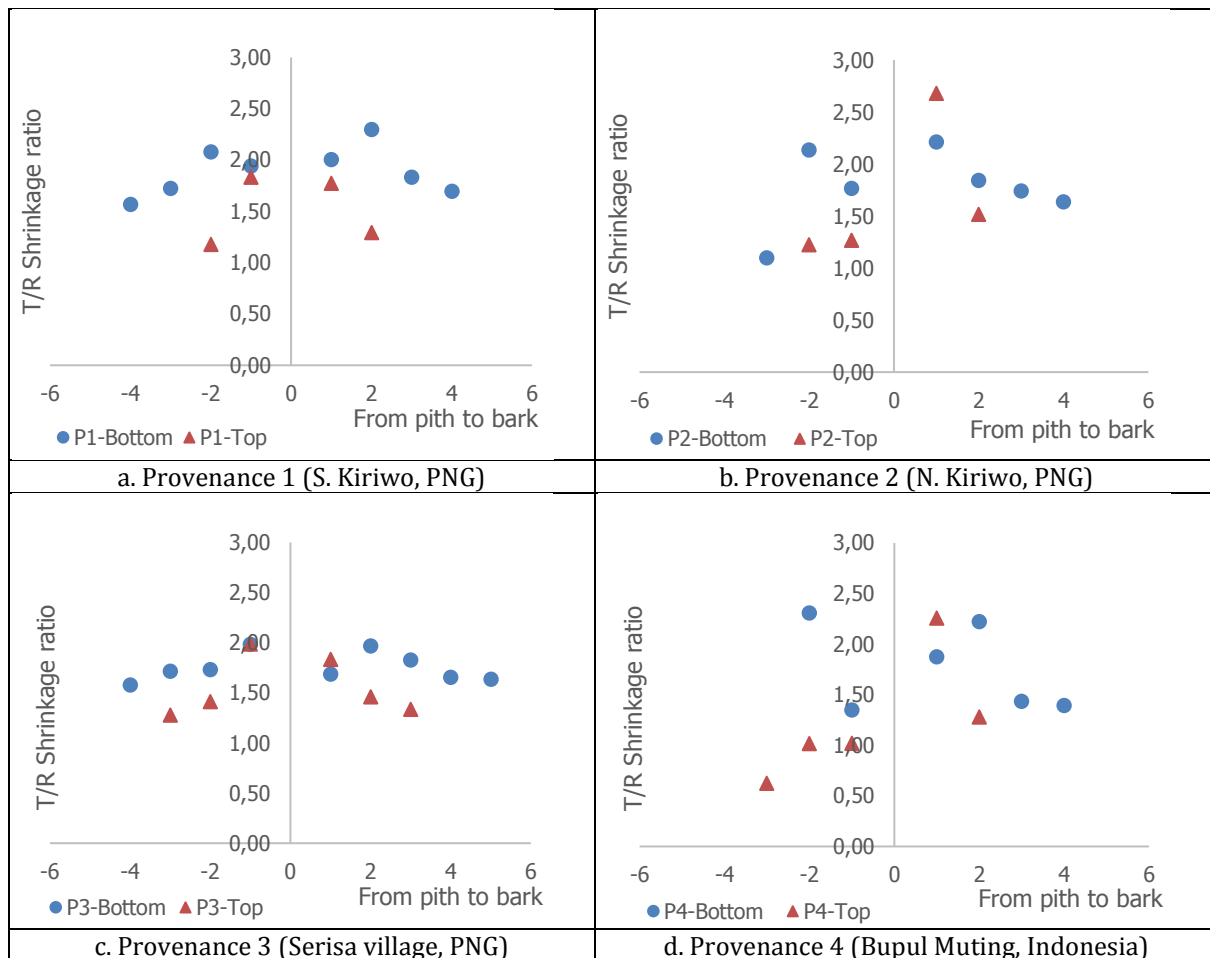 3,00
2,50
2,00
1,50
1,00
0,50
0,00
T/R Shrinkage ratio
-6 -4 -2 0 2 4 6
From pith to bark
P1-Bottom P1-Top
a. Provenance 1 (S. Kiriwo, PNG)
3,00
2,50
2,00
1,50
1,00
0,50
0,00
T/R Shrinkage ratio
-6 -4 -2 0 2 4 6
From pith to bark
P2-Bottom P2-Top
b. Provenance 2 (N. Kiriwo, PNG)
3,00
2,50
2,00
1,50
1,00
0,50
0,00
T/R Shrinkage ratio
-6 -4 -2 0 2 4 6
From pith to bark
P3-Bottom P3-Top
c. Provenance 3 (Serisa village, PNG)
3,00
2,50
2,00
1,50
1,00
0,50
0,00
T/R Shrinkage ratio
-6 -4 -2 0 2 4 6
From pith to bark
P4-Bottom P4-Top
d. Provenance 4 (Bupul Muting, Indonesia)